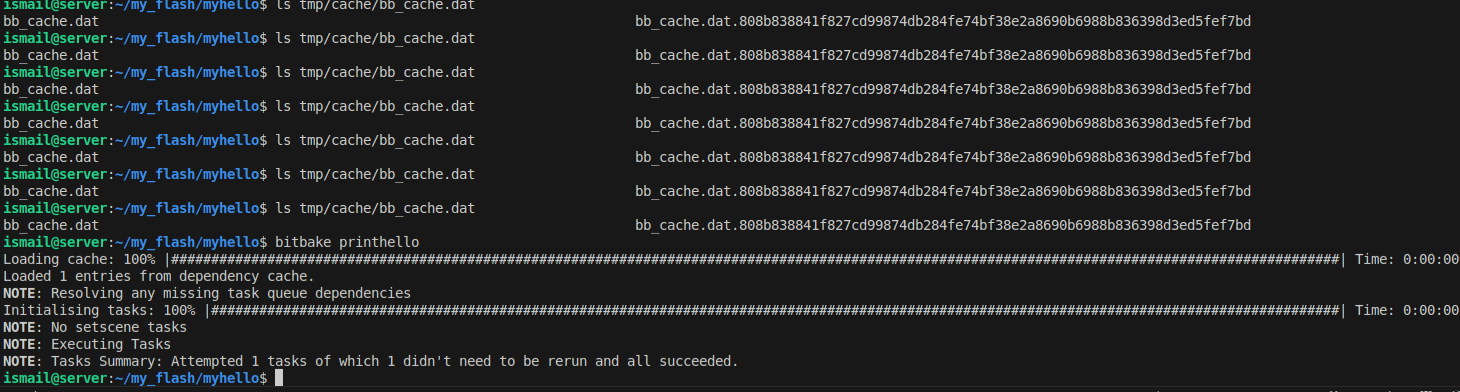 ismail@server:~/my_flash/myhello$ ls tmp/cache/bb_cache.dat
bb_cache.dat bb_cache.dat.808b838841f827cd99874db284fe74bf38e2a8690b6988b836398d3ed5fef7bd
ismail@server:~/my_flash/myhello$ ls tmp/cache/bb_cache.dat
bb_cache.dat bb_cache.dat.808b838841f827cd99874db284fe74bf38e2a8690b6988b836398d3ed5fef7bd
ismail@server:~/my_flash/myhello$ ls tmp/cache/bb_cache.dat
bb_cache.dat bb_cache.dat.808b838841f827cd99874db284fe74bf38e2a8690b6988b836398d3ed5fef7bd
ismail@server:~/my_flash/myhello$ ls tmp/cache/bb_cache.dat
bb_cache.dat bb_cache.dat.808b838841f827cd99874db284fe74bf38e2a8690b6988b836398d3ed5fef7bd
ismail@server:~/my_flash/myhello$ ls tmp/cache/bb_cache.dat
bb_cache.dat bb_cache.dat.808b838841f827cd99874db284fe74bf38e2a8690b6988b836398d3ed5fef7bd
ismail@server:~/my_flash/myhello$ ls tmp/cache/bb_cache.dat
bb_cache.dat bb_cache.dat.808b838841f827cd99874db284fe74bf38e2a8690b6988b836398d3ed5fef7bd
ismail@server:~/my_flash/myhello$ ls tmp/cache/bb_cache.dat
bb_cache.dat bb_cache.dat.808b838841f827cd99874db284fe74bf38e2a8690b6988b836398d3ed5fef7bd
ismail@server:~/my_flash/myhello$ bitbake printhello
Loading cache: 100% |##################################################################################################################################################| Time: 0:00:00
Loaded 1 entries from dependency cache.
NOTE: Resolving any missing task queue dependencies
Initialising tasks: 100% |#############################################################################################################################################| Time: 0:00:00
NOTE: No setscene tasks
NOTE: Executing Tasks
NOTE: Tasks Summary: Attempted 1 tasks of which 1 didn't need to be rerun and all succeeded.
ismail@server:~/my_flash/myhello$